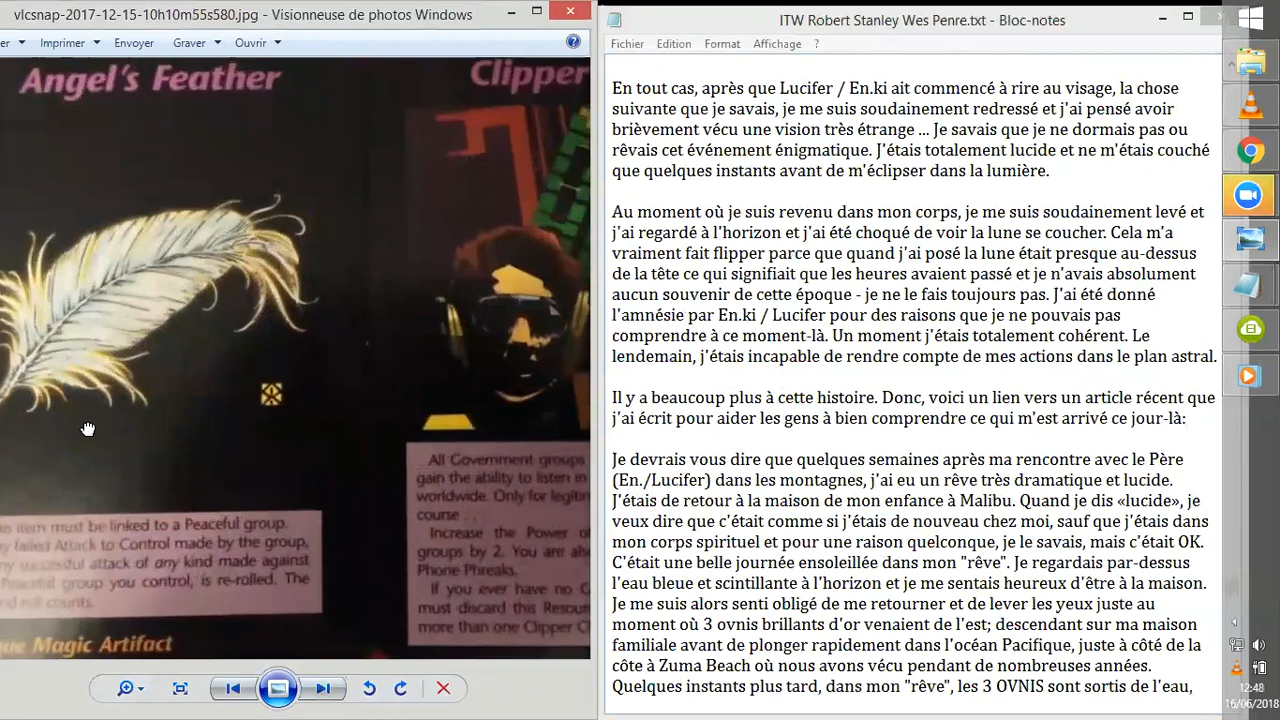 vlcsnap-2017-12-15-10h10m55s580.jpg - Visionneuse de photos Windows
Imprimer Envoyer Graver Ouvrir
Angel's Feather
Clipper
item must be linked to a Peaceful group.
failed Attack to Control made by the group,
successful attack of any kind made against
Peaceful group you control, is re-rolled. The
roll counts.
Magic Artifact
All Government groups
gain the ability to listen in
worldwide. Only for legitim
course
Increase the Power of
groups by 2. You are als
Phone Phreaks.
If you ever have no G
must discard this Resour
more than one Clipper C
ITW Robert Stanley Wes Penre.txt - Bloc-notes
Fichier Edition Format Affichage ?
En tout cas, après que Lucifer / En.ki ait commencé à rire au visage, la chose
suivante que je savais, je me suis soudainement redressé et j'ai pensé avoir
brièvement vécu une vision très étrange ... Je savais que je ne dormais pas ou
rêvais cet événement énigmatique. J'étais totalement lucide et ne m'étais couché
que quelques instants avant de m'éclipser dans la lumière.
Au moment où je suis revenu dans mon corps, je me suis soudainement levé et
j'ai regardé à l'horizon et j'ai été choqué de voir la lune se coucher. Cela m'a
vraiment fait flipper parce que quand j'ai posé la lune était presque au-dessus
de la tête ce qui signifiait que les heures avaient passé et je n'avais absolument
aucun souvenir de cette époque - je ne le fais toujours pas. J'ai été donné
l'amnésie par En.ki / Lucifer pour des raisons que je ne pouvais pas
comprendre à ce moment-là. Un moment j'étais totalement cohérent. Le
lendemain, j'étais incapable de rendre compte de mes actions dans le plan astral.
Il y a beaucoup plus à cette histoire. Donc, voici un lien vers un article récent que
j'ai écrit pour aider les gens à bien comprendre ce qui m'est arrivé ce jour-là:
Je devrais vous dire que quelques semaines après ma rencontre avec le Père
(En./Lucifer) dans les montagnes, j'ai eu un rêve très dramatique et lucide.
J'étais de retour à la maison de mon enfance à Malibu. Quand je dis «lucide», je
veux dire que c'était comme si j'étais de nouveau chez moi, sauf que j'étais dans
mon corps spirituel et pour une raison quelconque, je le savais, mais c'était OK.
C'était une belle journée ensoleillée dans mon "rêve". Je regardais par-dessus
l'eau bleue et scintillante à l'horizon et je me sentais heureux d'être à la maison.
Je me suis alors senti obligé de me retourner et de lever les yeux juste au
moment où 3 ovnis brillants d'or venaient de l'est; descendant sur ma maison
familiale avant de plonger rapidement dans l'océan Pacifique, juste à côté de la
côte à Zuma Beach où nous avons vécu pendant de nombreuses années.
Quelques instants plus tard, dans mon "rêve", les 3 OVNIS sont sortis de l'eau,
12:48
16/06/2018